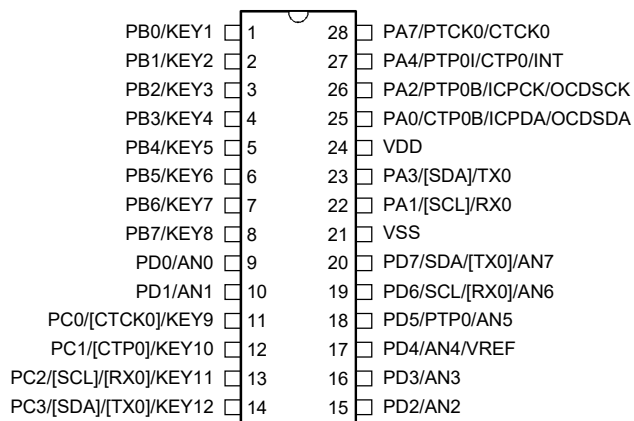 PB0/KEY1 1 28 PA7/PTCK0/CTCK0
PB1/KEY2 2 27 PA4/PTP0I/CTP0/INT
PB2/KEY3 3 26 PA2/PTP0B/ICPCK/OCDSCK
PB3/KEY4 4 25 PA0/CTP0B/ICPDA/OCDSDA
PB4/KEY5 5 24 VDD
PB5/KEY6 6 23 PA3/[SDA]/TX0
PB6/KEY7 7 22 PA1/[SCL]/RX0
PB7/KEY8 8 21 VSS
PD0/AN0 9 20 PD7/SDA/[TX0]/AN7
PD1/AN1 10 19 PD6/SCL/[RX0]/AN6
PC0/[CTCK0]/KEY9 11 18 PD5/PTP0/AN5
PC1/[CTP0]/KEY10 12 17 PD4/AN4/VREF
PC2/[SCL]/[RX0]/KEY11 13 16 PD3/AN3
PC3/[SDA]/[TX0]/KEY12 14 15 PD2/AN2